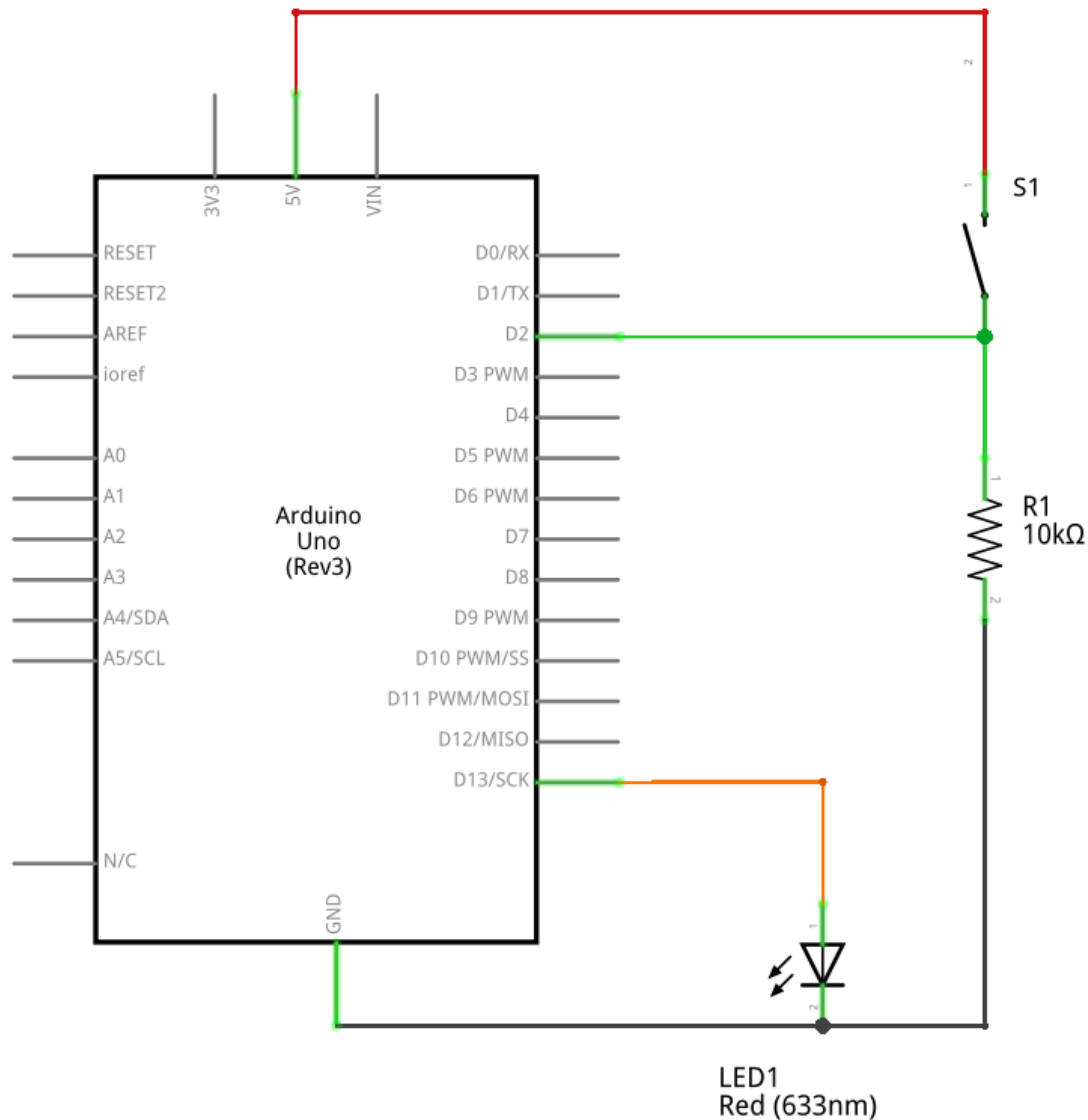 2
1
S1
3V3
5V
VIN
RESET
D0/RX
RESET2
D1/TX
AREF
D2
ioref
D3 PWM
D4
A0
D5 PWM
A1
D6 PWM
1
R1
10kΩ
Arduino
Uno
(Rev3)
A2
D7
A3
D8
2
A4/SDA
D9 PWM
A5/SCL
D10 PWM/SS
D11 PWM/MOSI
D12/MISO
D13/SCK
N/C
GND
1
2
LED1
Red (633nm)